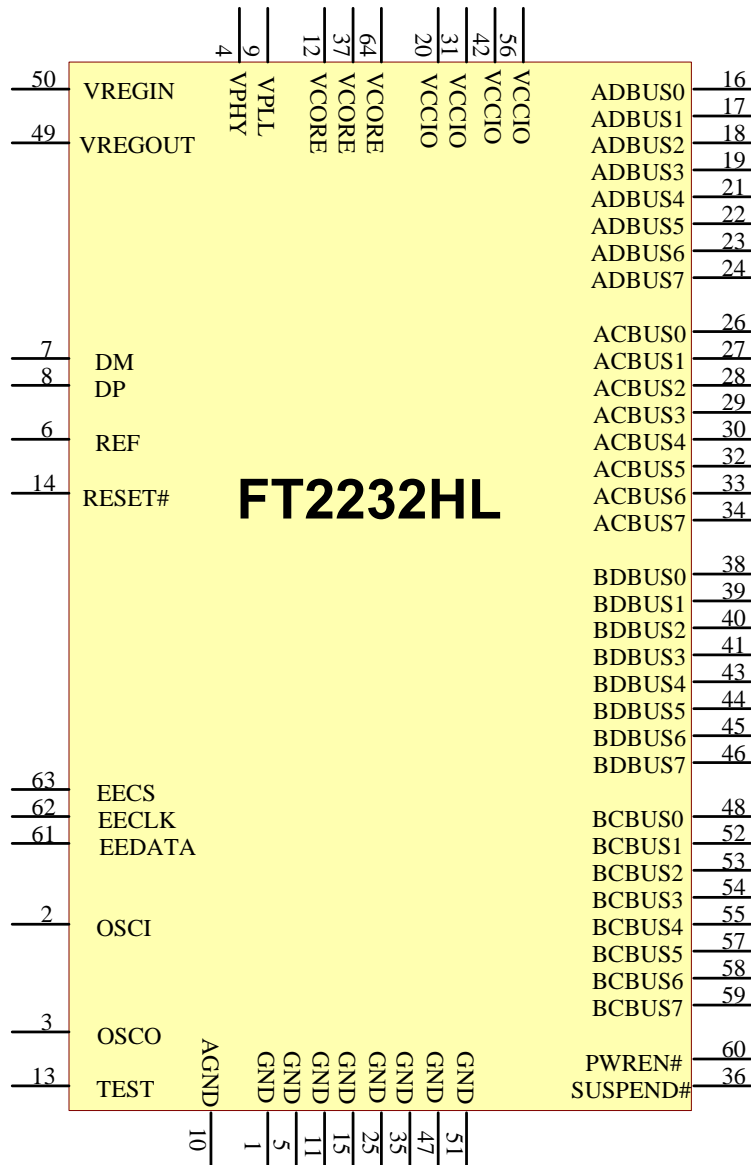 4 9 12 37 64 20 31 42 56
VPHY VPLL VCORE VCORE VCORE VCCIO VCCIO VCCIO VCCIO
50 VREGIN
49 VREGOUT
7 DM
8 DP
6 REF
14 RESET#
63 EECS
62 EECLK
61 EEDATA
2 OSCI
3 OSCO
13 TEST
FT2232HL
ADBUS0 16
ADBUS1 17
ADBUS2 18
ADBUS3 19
ADBUS4 21
ADBUS5 22
ADBUS6 23
ADBUS7 24
ACBUS0 26
ACBUS1 27
ACBUS2 28
ACBUS3 29
ACBUS4 30
ACBUS5 32
ACBUS6 33
ACBUS7 34
BDBUS0 38
BDBUS1 39
BDBUS2 40
BDBUS3 41
BDBUS4 43
BDBUS5 44
BDBUS6 45
BDBUS7 46
BCBUS0 48
BCBUS1 52
BCBUS2 53
BCBUS3 54
BCBUS4 55
BCBUS5 57
BCBUS6 58
BCBUS7 59
PWREN# 60
SUSPEND# 36
AGND GND GND GND GND GND GND GND GND
10 1 5 11 15 25 35 47 51